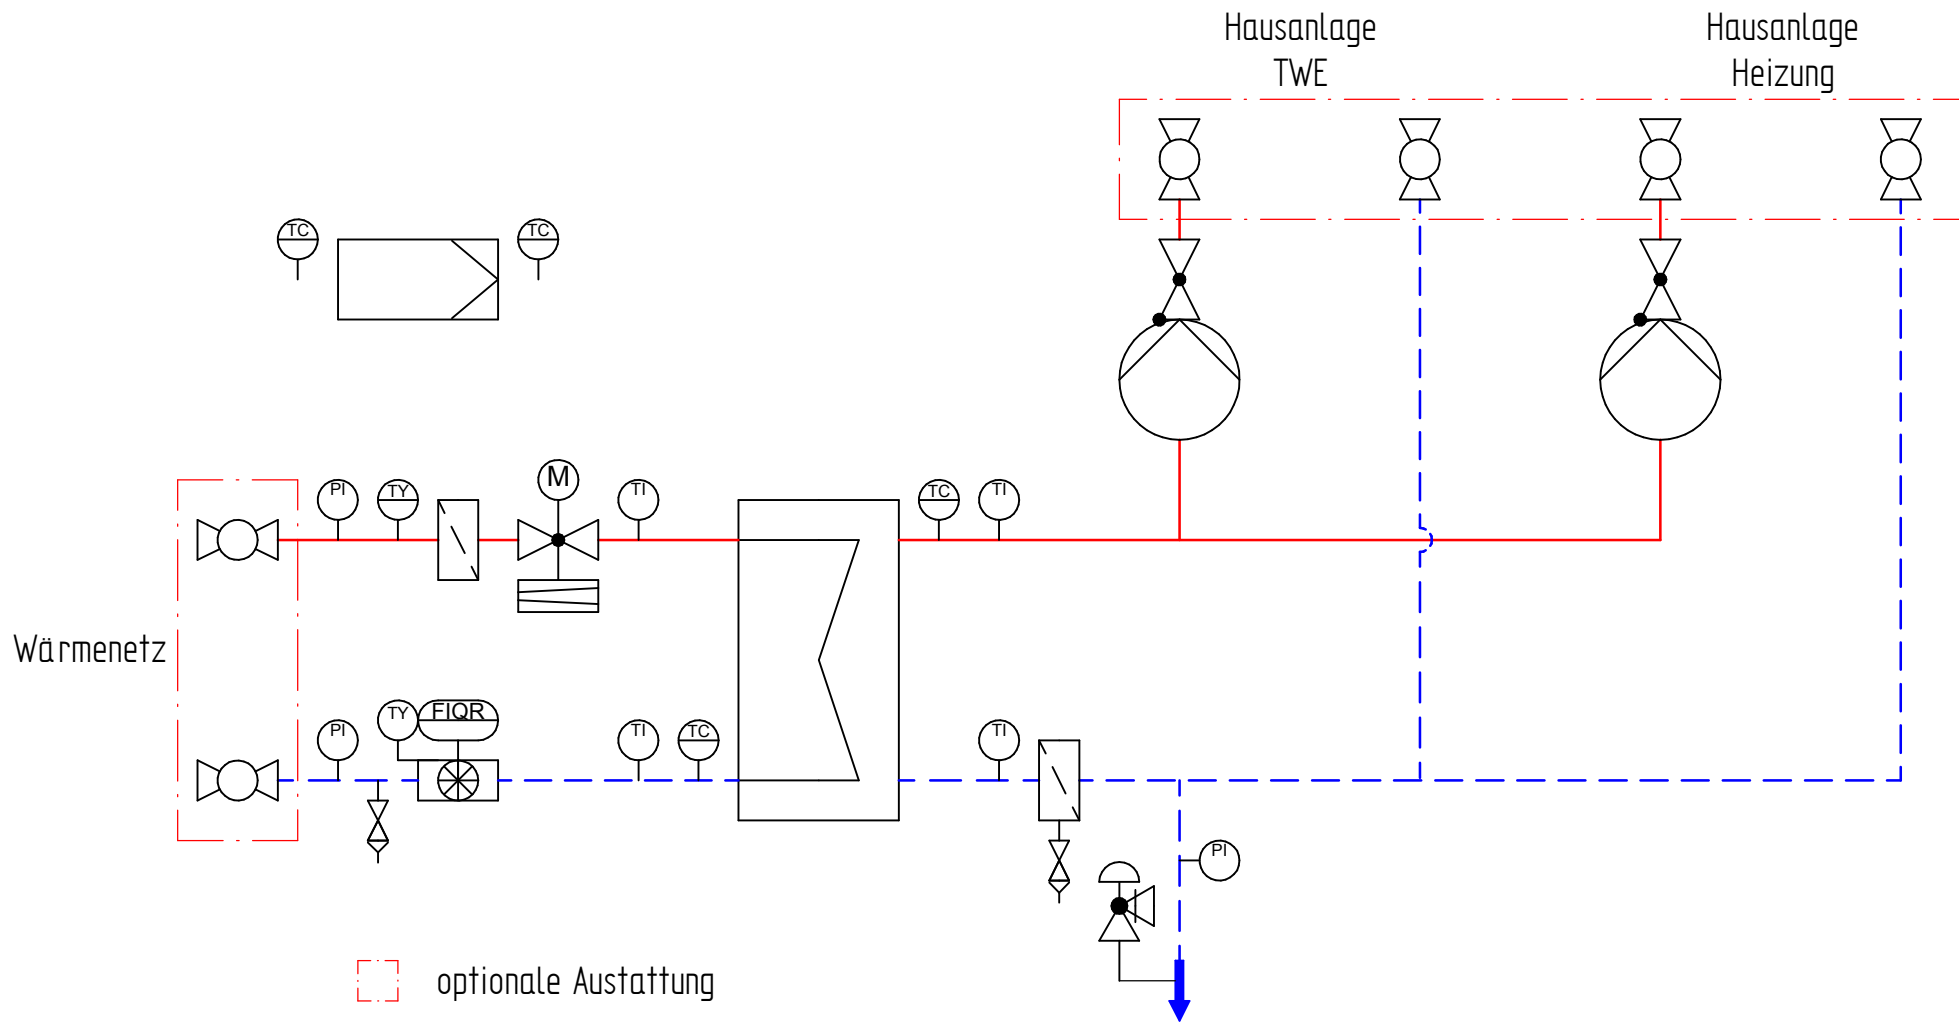 Hausanlage
TWE
Hausanlage
Heizung
TC
TC
PI
TY
M
TI
TC
TI
Wärmenetz
PI
TY
FIQR
TI
TC
TI
PI
optionale Austattung